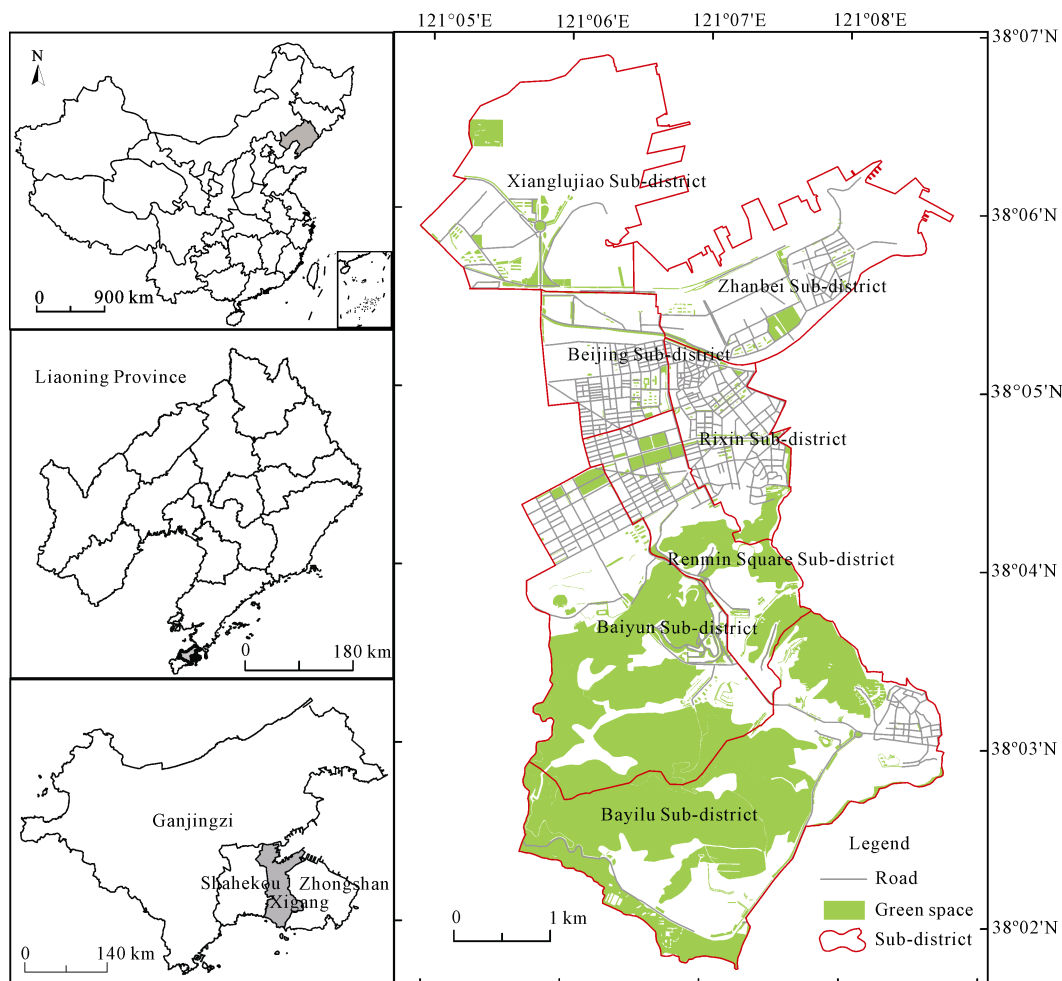 N
0 900 km
Liaoning Province
0 180 km
Ganjingzi
Shahekou
Zhongshan
Xigang
0 140 km
121°05'E 121°06'E 121°07'E 121°08'E
38°07'N
Xianglujiao Sub-district
38°06'N
Zhanbei Sub-district
Beijing Sub-district
38°05'N
Rixin Sub-district
Renmin Square Sub-district
38°04'N
Baiyun Sub-district
38°03'N
Bayilu Sub-district
Legend
Road
Green space
Sub-district
0 1 km
38°02'N